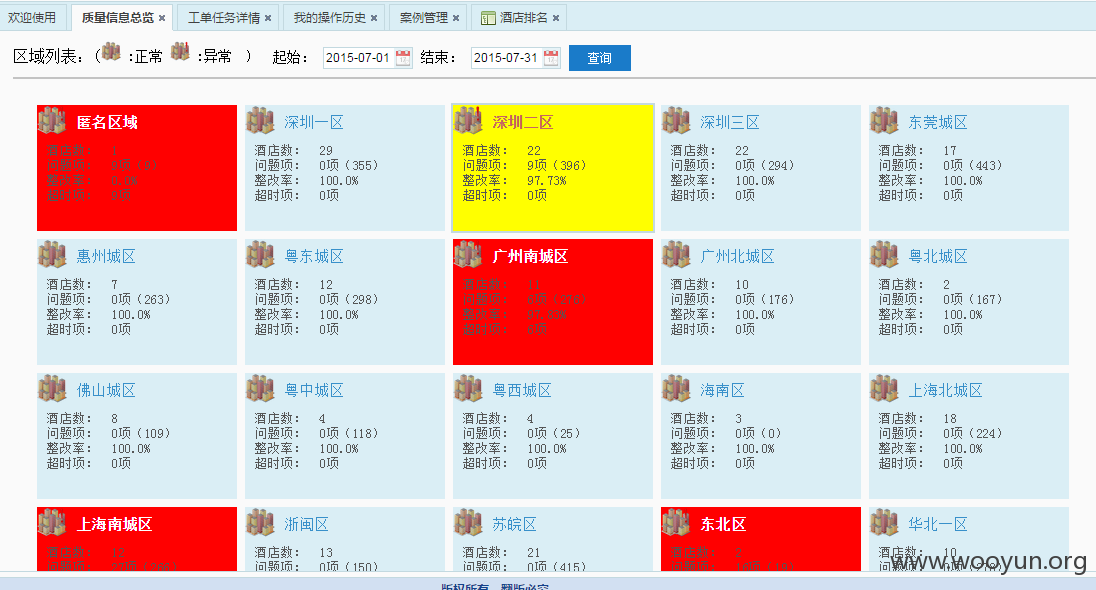 欢迎使用 质量信息总览 × 工单任务详情 × 我的操作历史 × 案例管理 × 酒店排名 ×
区域列表：（ :正常 :异常 ） 起始： 2015-07-01 结束： 2015-07-31 查询
匿名区域 深圳一区 深圳二区 深圳三区 东莞城区
酒店数： 酒店数： 29 酒店数： 22 酒店数： 22 酒店数： 17
问题项： 问题项： 0项（355） 问题项： 9项（396） 问题项： 0项（294） 问题项： 0项（443）
整改率： 整改率： 100.0% 整改率： 97.73% 整改率： 100.0% 整改率： 100.0%
超时项： 超时项： 0项 超时项： 0项 超时项： 0项 超时项： 0项
惠州城区 粤东城区 广州南城区 广州北城区 粤北城区
酒店数： 7 酒店数： 12 酒店数： 11 酒店数： 10 酒店数： 2
问题项： 0项（263） 问题项： 0项（298） 问题项： 问题项： 0项（176） 问题项： 0项（167）
整改率： 100.0% 整改率： 100.0% 整改率： 整改率： 100.0% 整改率： 100.0%
超时项： 0项 超时项： 0项 超时项： 超时项： 0项 超时项： 0项
佛山城区 粤中城区 粤西城区 海南区 上海北城区
酒店数： 8 酒店数： 4 酒店数： 4 酒店数： 3 酒店数： 18
问题项： 0项（109） 问题项： 0项（118） 问题项： 0项（25） 问题项： 0项（0） 问题项： 0项（224）
整改率： 100.0% 整改率： 100.0% 整改率： 100.0% 整改率： 100.0% 整改率： 100.0%
超时项： 0项 超时项： 0项 超时项： 0项 超时项： 0项 超时项： 0项
上海南城区 浙闽区 苏皖区 东北区 华北一区
酒店数： 12 酒店数： 13 酒店数： 21 酒店数： 2 酒店数： 10
问题项： 问题项： 0项（150） 问题项： 0项（415） 问题项： 问题项：
www.wooyun.org
版权所有 翻版必究